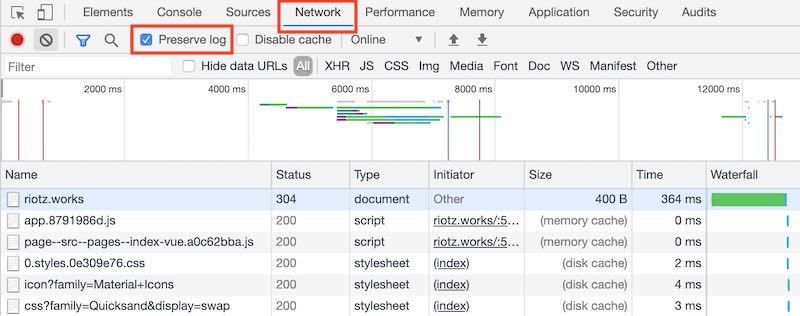 Elements Console Sources Network Performance Memory Application Security Audits
Preserve log Disable cache Online
Filter Hide data URLs All XHR JS CSS Img Media Font Doc WS Manifest Other
2000 ms 4000 ms 6000 ms 8000 ms 10000 ms 12000 ms
Name Status Type Initiator Size Time Waterfall
riotz.works 304 document Other 400 B 364 ms
app.8791986d.js 200 script riotz.works/:5… (memory cache) 0 ms
page--src--pages--index-vue.a0c62bba.js 200 script riotz.works/:5… (memory cache) 0 ms
0.styles.0e309e76.css 200 stylesheet (index) (disk cache) 2 ms
icon?family=Material+Icons 200 stylesheet (index) (disk cache) 4 ms
css?family=Quicksand&display=swap 200 stylesheet (index) (disk cache) 3 ms